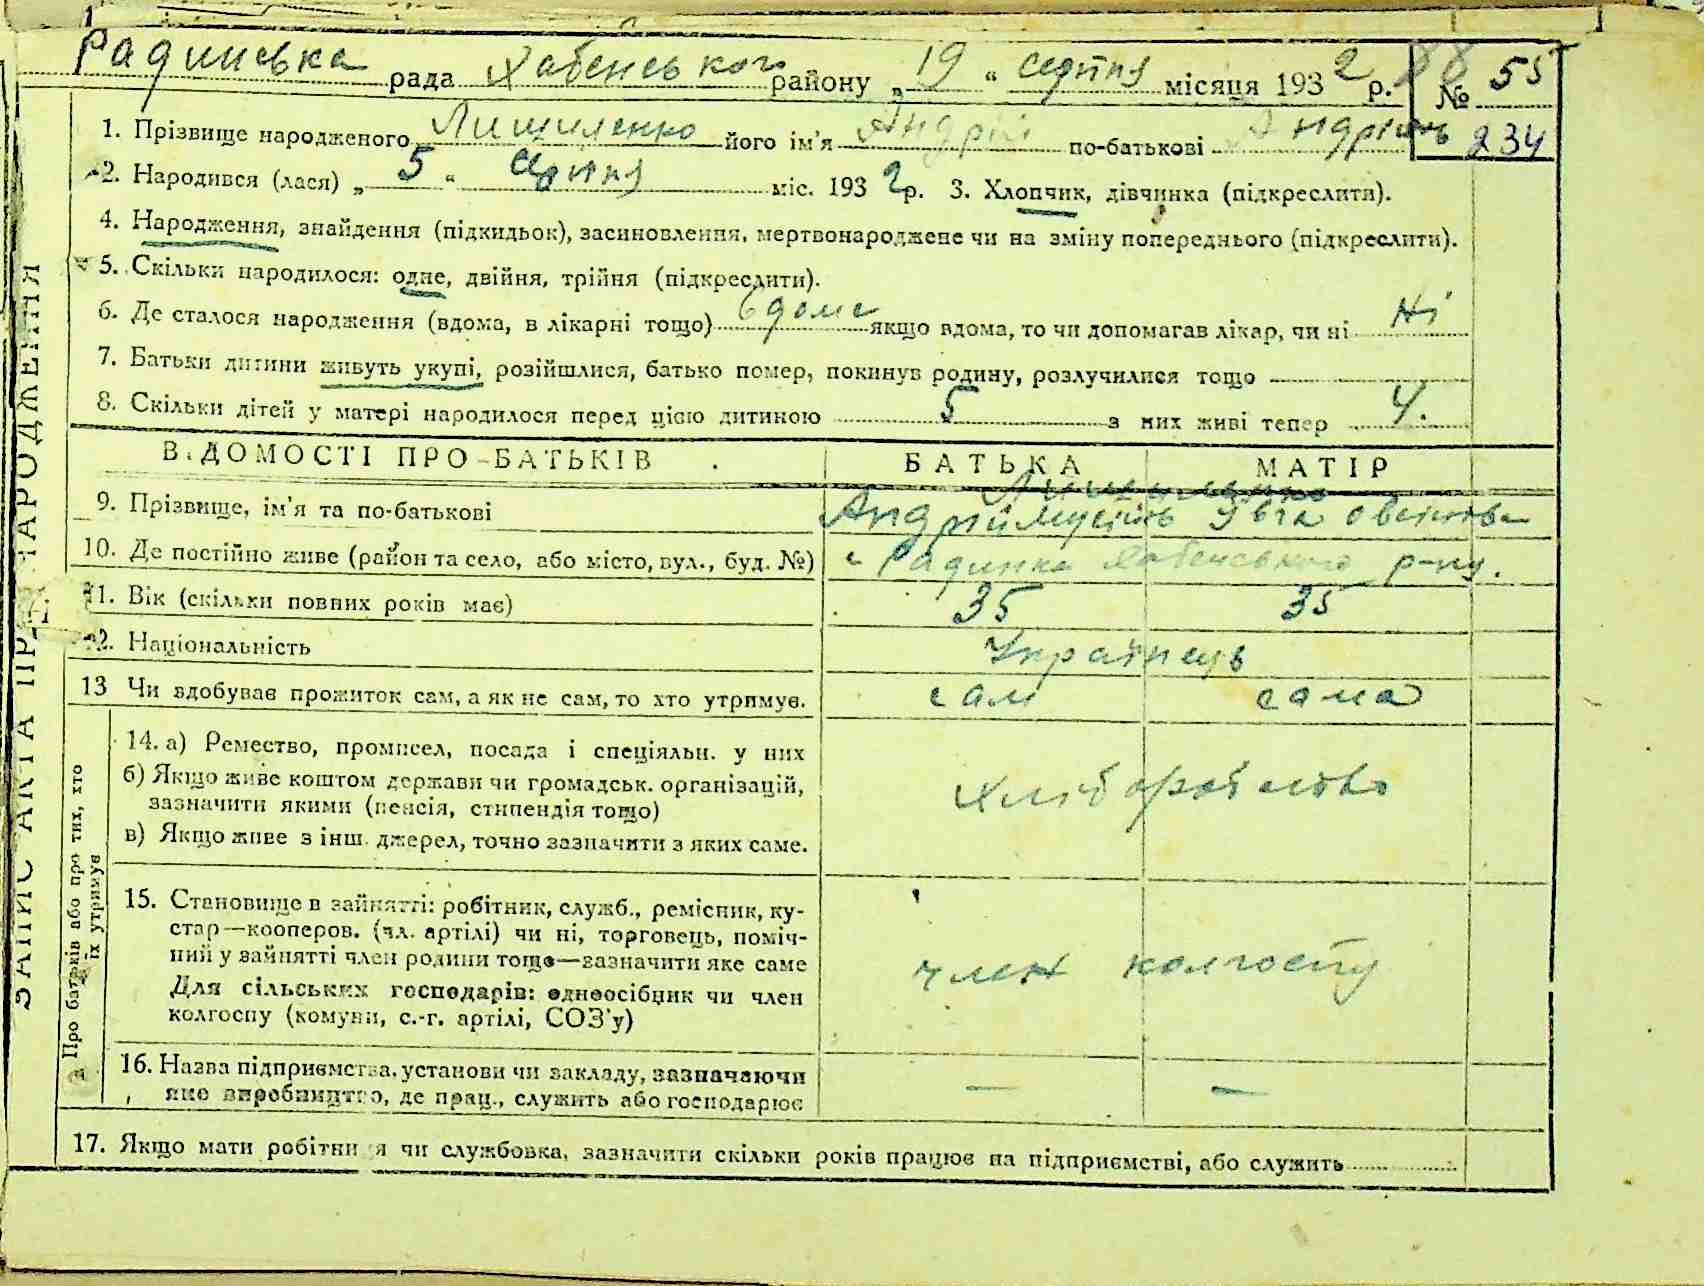 Радинська рада Хабенського району „19“ серпня місяця 1932 р. № 55
1. Прізвище народженого його ім'я Андрій по-батькові Андріїв 234
2. Народився (лася) „5“ серпня міс. 1932 р. 3. Хлопчик, дівчинка (підкреслити).
4. Народження, знайдення (підкидьок), засиновлення, мертвонароджене чи на зміну попереднього (підкреслити).
5. Скільки народилося: одне, двійня, трійня (підкреслити).
6. Де сталося народження (вдома, в лікарні тощо) вдома якщо вдома, то чи допомагав лікар, чи ні Ні
7. Батьки дитини живуть укупі, розійшлися, батько помер, покинув родину, розлучилися тощо
8. Скільки дітей у матері народилося перед цією дитиною 5 з них живі тепер 4.
ВІДОМОСТІ ПРО БАТЬКІВ БАТЬКА МАТІР
9. Прізвище, ім'я та по-батькові Андрій
10. Де постійно живе (район та село, або місто, вул., буд. №) с Радинка Хабенського р-ну.
11. Вік (скільки повних років має) 35 35
12. Національність Українець
13 Чи здобуває прожиток сам, а як не сам, то хто утримує. сам сама
14. а) Ремество, промисел, посада і спеціяльн. у них
б) Якщо живе коштом держави чи громадськ. організацій,
зазначити якими (пенсія, стипендія тощо)
хліборобство
в) Якщо живе з інш. джерел, точно зазначити з яких саме.
15. Становище в зайнятті: робітник, служб., ремісник, ку-
стар—кооперов. (чл. артілі) чи ні, торговець, поміч-
ний у зайнятті член родини тощо—зазначити яке саме
член колгоспу
Для сільських господарів: одноосібник чи член
колгоспу (комуни, с.-г. артілі, СОЗ'у)
16. Назва підприємства, установи чи закладу, зазначаючи
яке виробництво, де прац., служить або господарює — —
17. Якщо мати робітниця чи службовка, зазначити скільки років працює на підприємстві, або служить
ЗАПИС АКТА ПРО НАРОДЖЕННЯ
Про батьків або про тих, хто
їх утримує